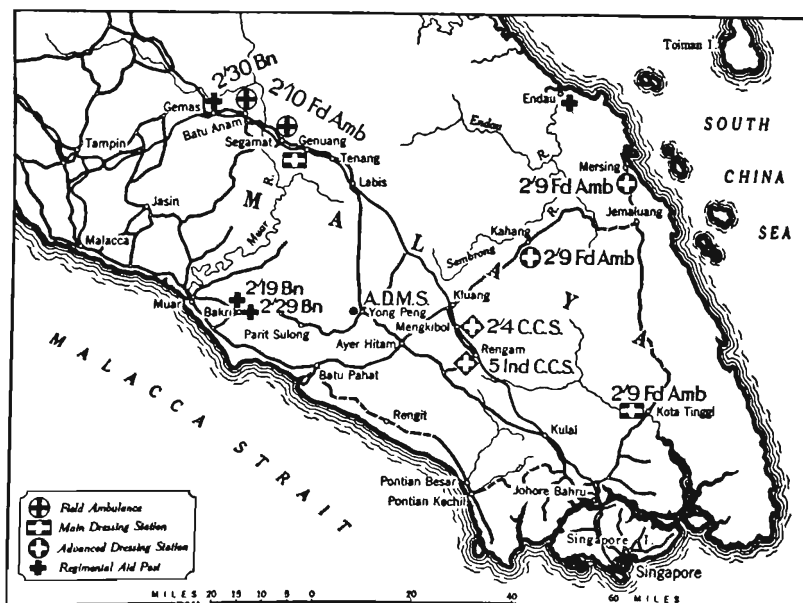 Toiman I.
2/30 Bn
2/10 Fd Amb
Gemas
Batu Anam
Segamat
Genuang
Tenang
Tampin
Labis
Jasin
Malacca
Muar
R.
Muar
Endau
Endau
R.
Mersing
2/9 Fd Amb
Jemaluang
SOUTH
CHINA
SEA
MALAYA
Kahang
R.
Sembrong
2/9 Fd Amb
2/19 Bn
2/29 Bn
Bakri
Parit Sulong
A.D.M.S.
Yong Peng
Kluang
Mengkibol
2/4 C.C.S.
Ayer Hitam
Rengam
5 Ind C.C.S.
Batu Pahat
2/9 Fd Amb
Kota Tinggi
Rengit
Kulai
Pontian Besar
Pontian Kechil
Johore Bahru
Singapore I.
Singapore
MALACCA STRAIT
Field Ambulance
Main Dressing Station
Advanced Dressing Station
Regimental Aid Post
MILES 20 15 10 5 0 20 40 60 MILES